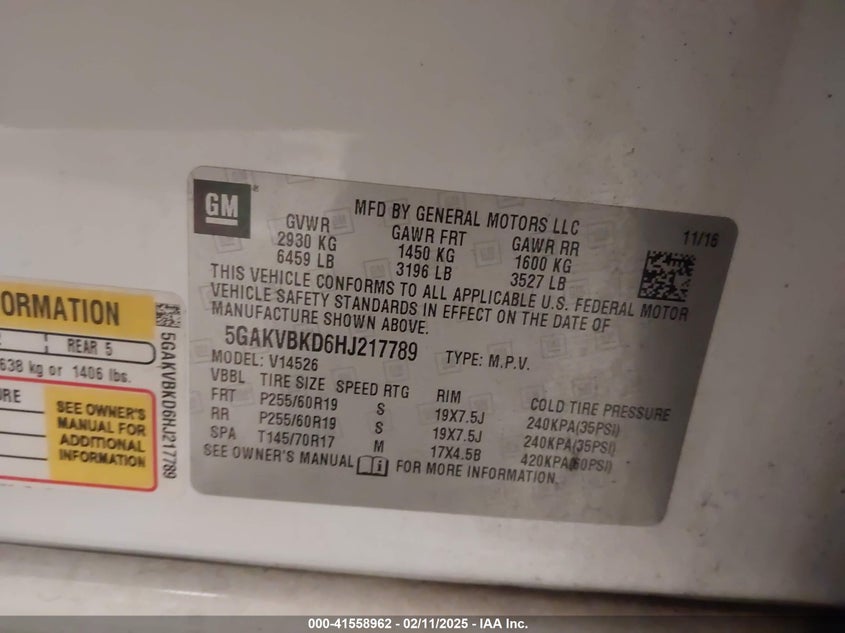 GM
MFD BY GENERAL MOTORS LLC
11/16
GVWR GAWR FRT GAWR RR
2930 KG 1450 KG 1600 KG
6459 LB 3196 LB 3527 LB
THIS VEHICLE CONFORMS TO ALL APPLICABLE U.S. FEDERAL MOTOR
VEHICLE SAFETY STANDARDS IN EFFECT ON THE DATE OF
MANUFACTURE SHOWN ABOVE.
5GAKVBKD6HJ217789 TYPE: M.P.V.
MODEL: V14526
VBBL TIRE SIZE SPEED RTG RIM COLD TIRE PRESSURE
FRT P255/60R19 S 19X7.5J 240KPA(35PSI)
RR P255/60R19 S 19X7.5J 240KPA(35PSI)
SPA T145/70R17 M 17X4.5B 420KPA(60PSI)
SEE OWNER'S MANUAL FOR MORE INFORMATION.
FORMATION
REAR 5
638 kg or 1406 lbs.
SEE OWNER'S
MANUAL FOR
ADDITIONAL
INFORMATION
5GAKVBKD6HJ217789
000-41558962 - 02/11/2025 - IAA Inc.